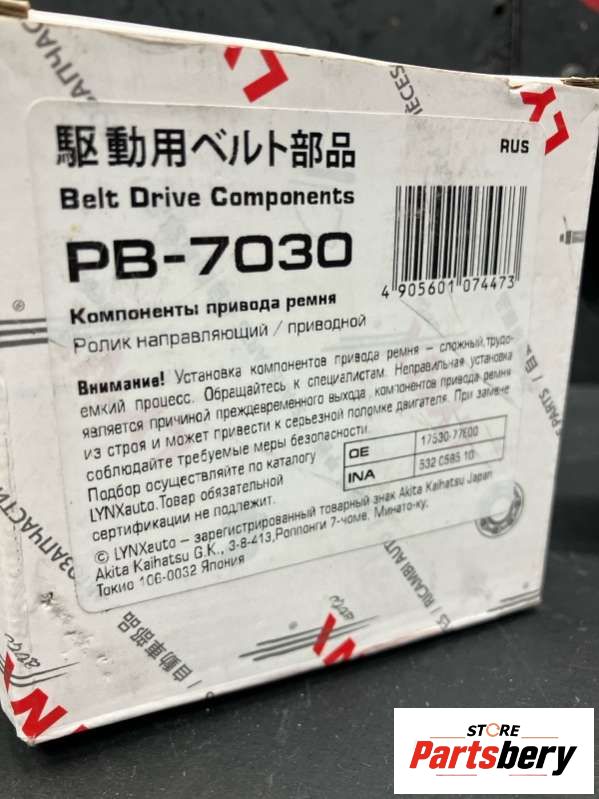 駆動用ベルト部品
RUS
Belt Drive Components
PB-7030
4 905601 074473
Компоненты привода ремня
Ролик направляющий / приводной
Внимание! Установка компонентов привода ремня – сложный, трудо-
емкий процесс. Обращайтесь к специалистам. Неправильная установка
является причиной преждевременного выхода компонентов привода ремня
из строя и может привести к серьезной поломке двигателя. При замене
соблюдайте требуемые меры безопасности.
Подбор осуществляйте по каталогу
LYNXauto.Товар обязательной
сертификации не подлежит.
OE 17530-77E00
INA 532 0585 10
© LYNXauto – зарегистрированный товарный знак Akita Kaihatsu Japan
Akita Kaihatsu G.K., 3-8-413,Роппонги 7-чоме, Минато-ку,
Токио 106-0032 Япония
自動車部品
STORE
Partsbery